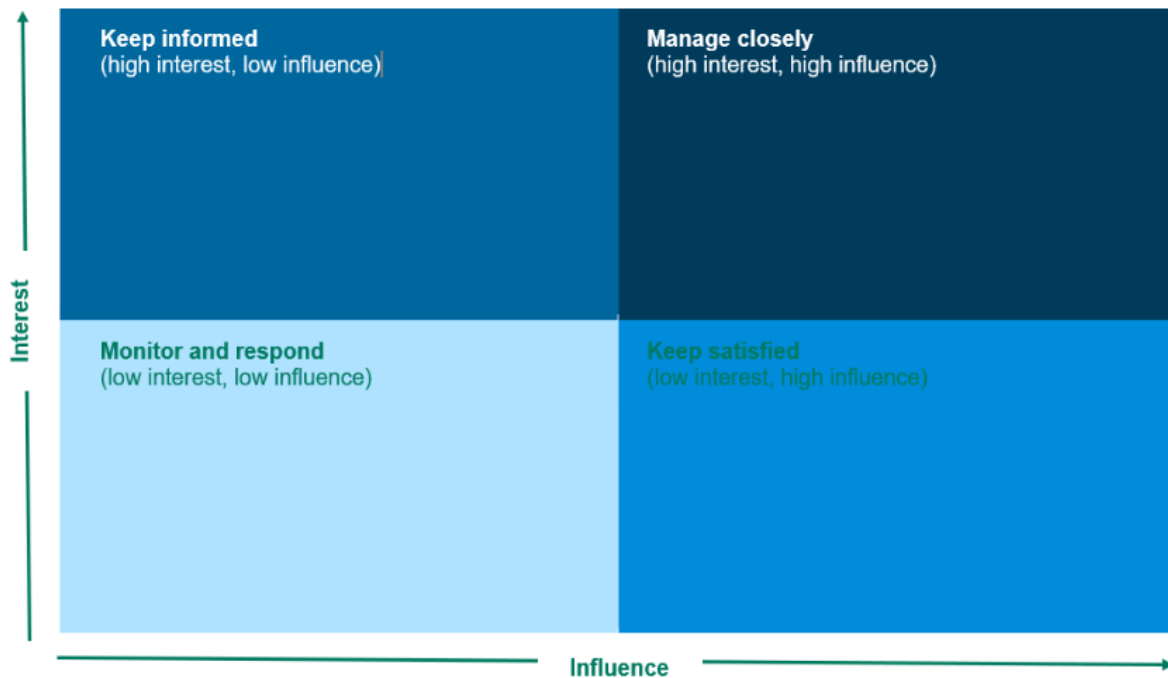 Keep informed
(high interest, low influence)
Manage closely
(high interest, high influence)
Interest
Monitor and respond
(low interest, low influence)
Keep satisfied
(low interest, high influence)
Influence